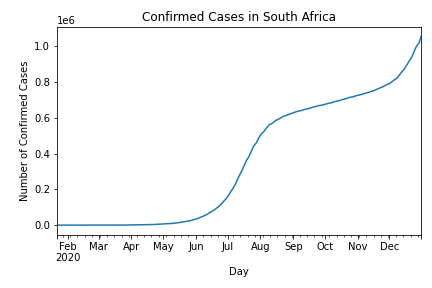 Confirmed Cases in South Africa
1e6
1.0
0.8
0.6
0.4
0.2
0.0
Number of Confirmed Cases
Feb Mar Apr May Jun Jul Aug Sep Oct Nov Dec
2020
Day